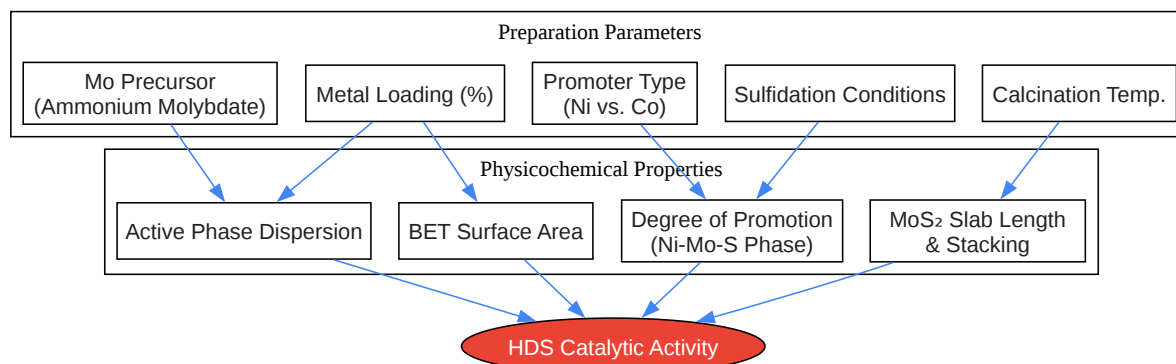 Preparation Parameters
Mo Precursor
(Ammonium Molybdate)
Metal Loading (%)
Promoter Type
(Ni vs. Co)
Sulfidation Conditions
Calcination Temp.
Physicochemical Properties
Active Phase Dispersion
BET Surface Area
Degree of Promotion
(Ni-Mo-S Phase)
MoS₂ Slab Length
& Stacking
HDS Catalytic Activity